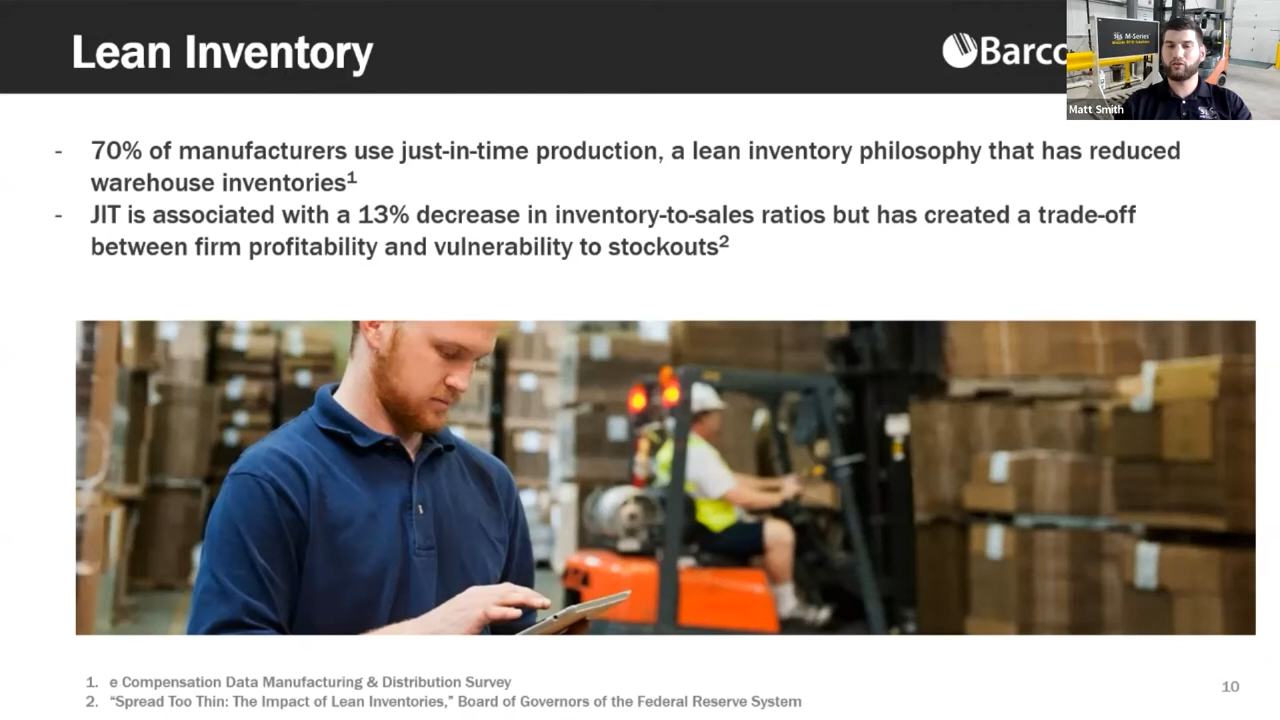 Lean Inventory
Barco
SLS M-Series
Matt Smith
- 70% of manufacturers use just-in-time production, a lean inventory philosophy that has reduced
warehouse inventories¹
- JIT is associated with a 13% decrease in inventory-to-sales ratios but has created a trade-off
between firm profitability and vulnerability to stockouts²
1. e Compensation Data Manufacturing & Distribution Survey
2. “Spread Too Thin: The Impact of Lean Inventories,” Board of Governors of the Federal Reserve System
10